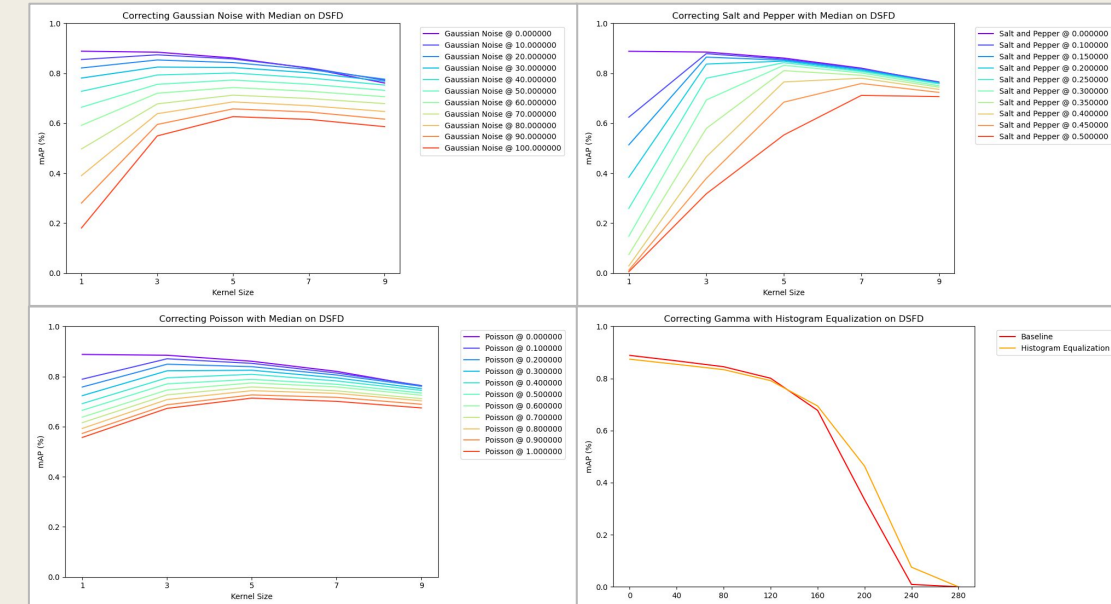 Correcting Gaussian Noise with Median on DSFD
mAP (%)
1.0
0.8
0.6
0.4
0.2
0.0
1 3 5 7 9
Kernel Size
Gaussian Noise @ 0.000000
Gaussian Noise @ 10.000000
Gaussian Noise @ 20.000000
Gaussian Noise @ 30.000000
Gaussian Noise @ 40.000000
Gaussian Noise @ 50.000000
Gaussian Noise @ 60.000000
Gaussian Noise @ 70.000000
Gaussian Noise @ 80.000000
Gaussian Noise @ 90.000000
Gaussian Noise @ 100.000000
Correcting Salt and Pepper with Median on DSFD
mAP (%)
1.0
0.8
0.6
0.4
0.2
0.0
1 3 5 7 9
Kernel Size
Salt and Pepper @ 0.000000
Salt and Pepper @ 0.100000
Salt and Pepper @ 0.150000
Salt and Pepper @ 0.200000
Salt and Pepper @ 0.250000
Salt and Pepper @ 0.300000
Salt and Pepper @ 0.350000
Salt and Pepper @ 0.400000
Salt and Pepper @ 0.450000
Salt and Pepper @ 0.500000
Correcting Poisson with Median on DSFD
mAP (%)
1.0
0.8
0.6
0.4
0.2
0.0
1 3 5 7 9
Kernel Size
Poisson @ 0.000000
Poisson @ 0.100000
Poisson @ 0.200000
Poisson @ 0.300000
Poisson @ 0.400000
Poisson @ 0.500000
Poisson @ 0.600000
Poisson @ 0.700000
Poisson @ 0.800000
Poisson @ 0.900000
Poisson @ 1.000000
Correcting Gamma with Histogram Equalization on DSFD
mAP (%)
1.0
0.8
0.6
0.4
0.2
0.0
0 40 80 120 160 200 240 280
Baseline
Histogram Equalization